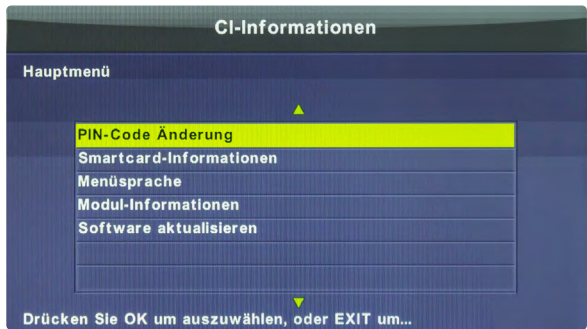 CI-Informationen
Hauptmenü
PIN-Code Änderung
Smartcard-Informationen
Menüsprache
Modul-Informationen
Software aktualisieren
Drücken Sie OK um auszuwählen, oder EXIT um...